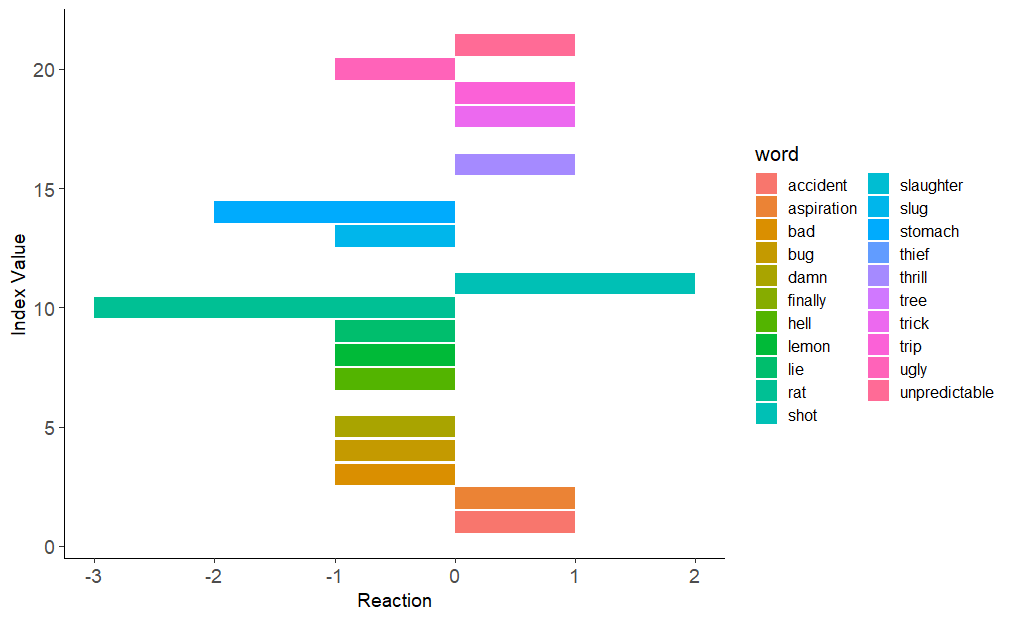 20
15
10
5
0
Index Value
-3 -2 -1 0 1 2
Reaction
word
accident
aspiration
bad
bug
damn
finally
hell
lemon
lie
rat
shot
slaughter
slug
stomach
thief
thrill
tree
trick
trip
ugly
unpredictable